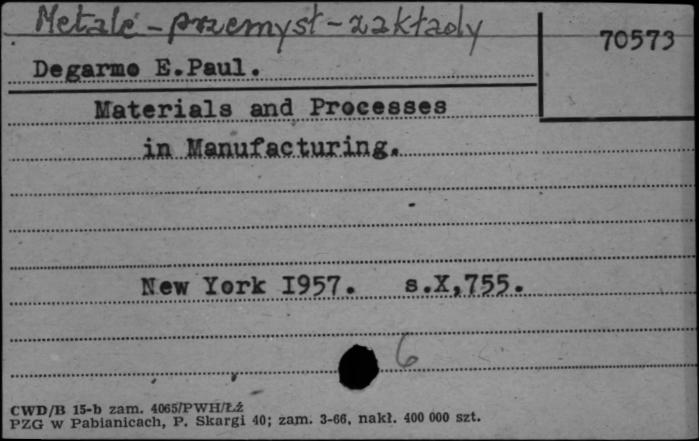 Metale - przemysł - zakłady
70573
Degarmo E.Paul.
Materials and Processes
in Manufacturing.
New York I957. s.X,755.
6
CWD/B 15-b zam. 4065/PWH/Łż
PZG w Pabianicach, P. Skargi 40; zam. 3-66, nakł. 400 000 szt.